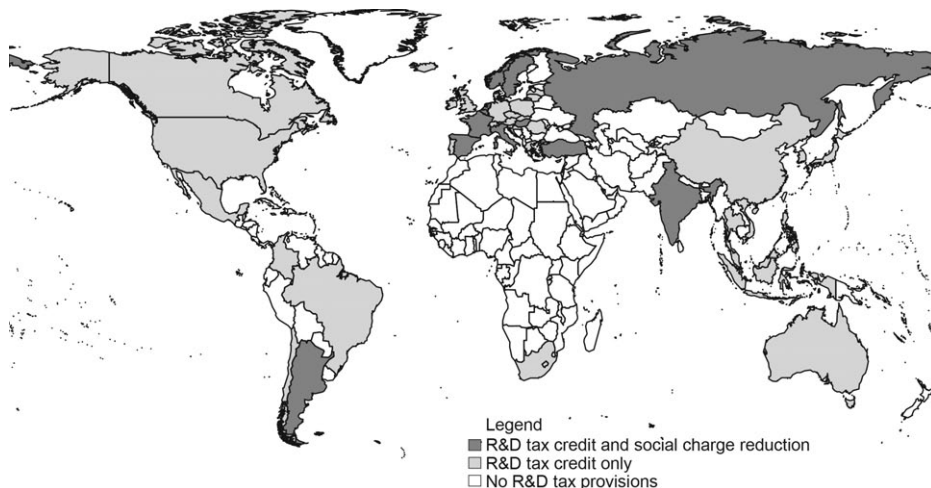 Legend
R&D tax credit and social charge reduction
R&D tax credit only
No R&D tax provisions